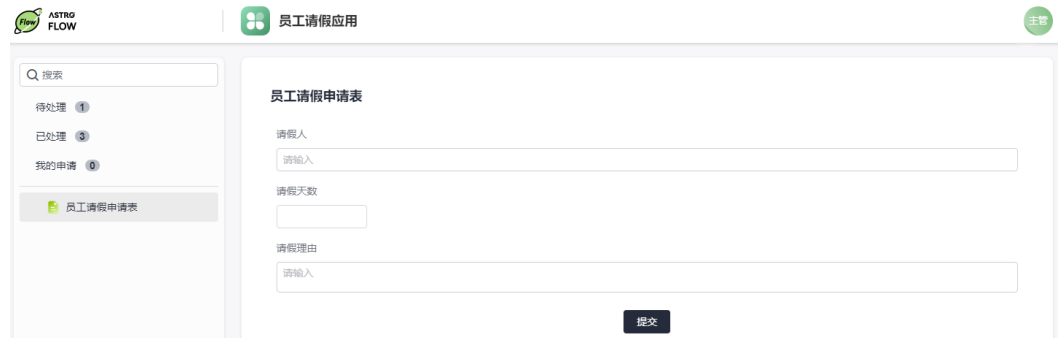 Flow
ASTRO
FLOW
员工请假应用
主管
搜索
待处理 1
已处理 3
我的申请 0
员工请假申请表
员工请假申请表
请假人
请输入
请假天数
请假理由
请输入
提交